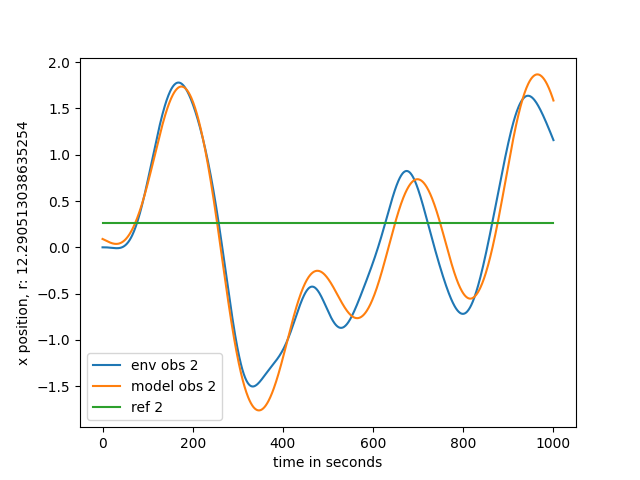 2.0
1.5
1.0
0.5
0.0
−0.5
−1.0
−1.5
x position, r: 12.290513038635254
env obs 2
model obs 2
ref 2
0 200 400 600 800 1000
time in seconds